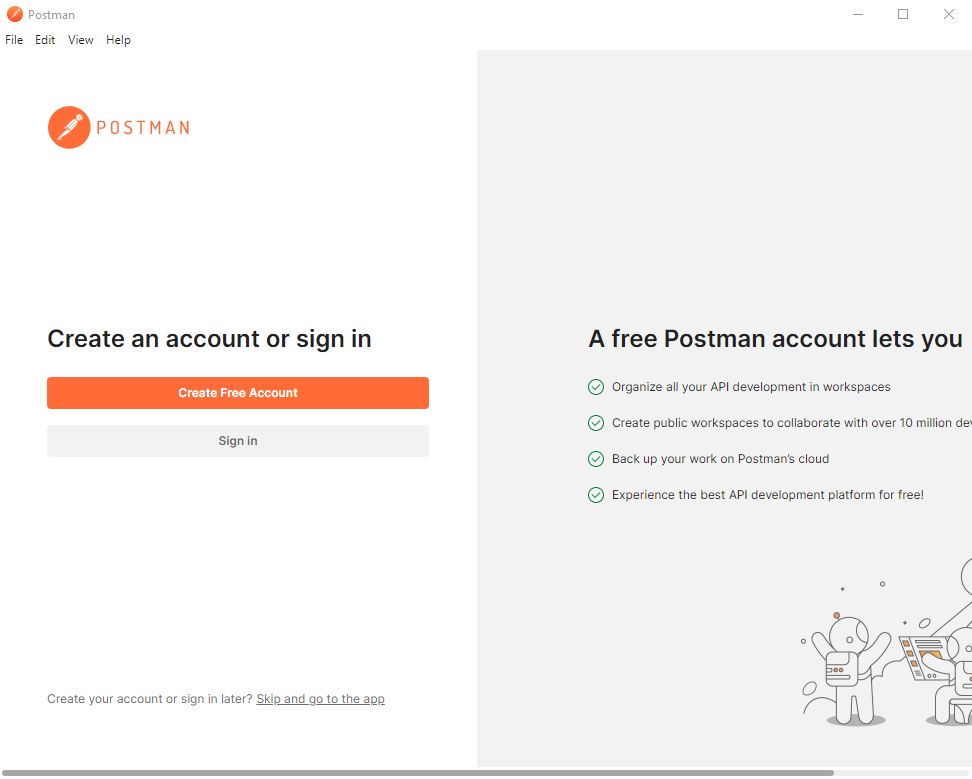 Postman
File Edit View Help
POSTMAN
Create an account or sign in
Create Free Account
Sign in
Create your account or sign in later? Skip and go to the app
A free Postman account lets you
Organize all your API development in workspaces
Create public workspaces to collaborate with over 10 million
Back up your work on Postman's cloud
Experience the best API development platform for free!